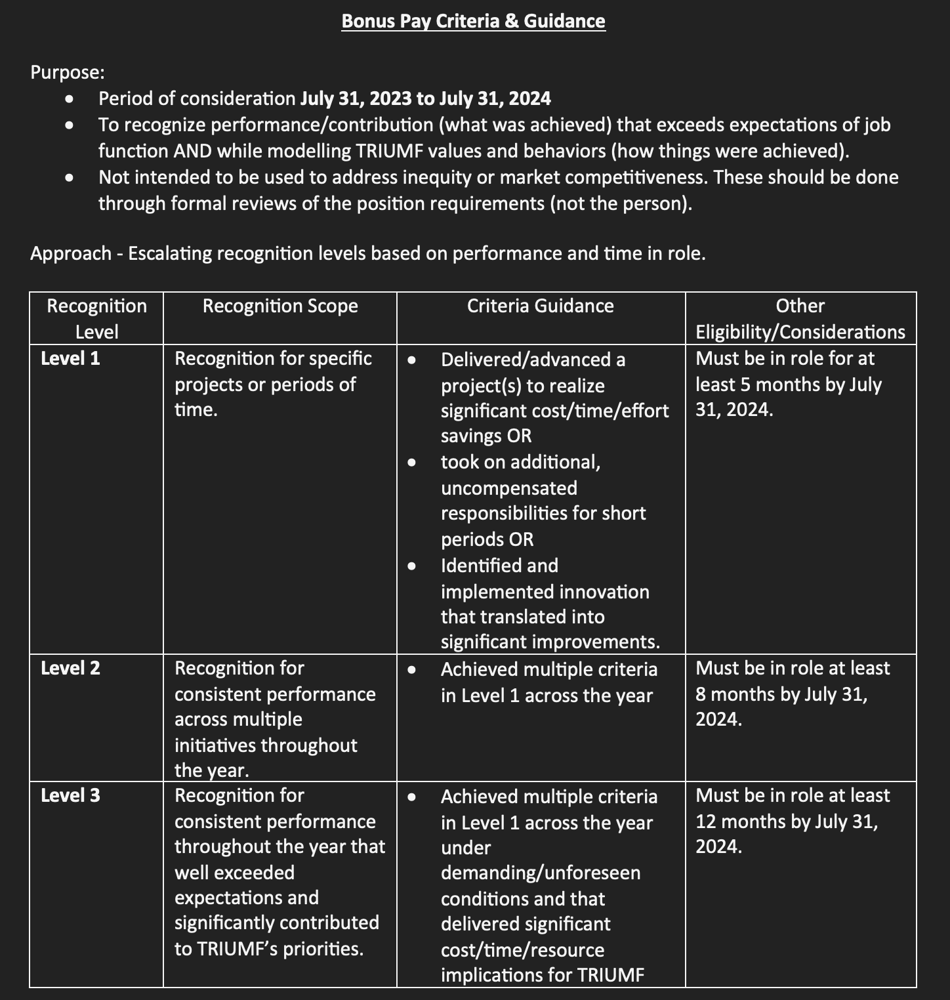 Bonus Pay Criteria & Guidance
Purpose:
• Period of consideration July 31, 2023 to July 31, 2024
• To recognize performance/contribution (what was achieved) that exceeds expectations of job
function AND while modelling TRIUMF values and behaviors (how things were achieved).
• Not intended to be used to address inequity or market competitiveness. These should be done
through formal reviews of the position requirements (not the person).
Approach - Escalating recognition levels based on performance and time in role.
Recognition
Level
Recognition Scope
Criteria Guidance
Other
Eligibility/Considerations
Level 1
Recognition for specific
projects or periods of
time.
• Delivered/advanced a
project(s) to realize
significant cost/time/effort
savings OR
• took on additional,
uncompensated
responsibilities for short
periods OR
• Identified and
implemented innovation
that translated into
significant improvements.
Must be in role for at
least 5 months by July
31, 2024.
Level 2
Recognition for
consistent performance
across multiple
initiatives throughout
the year.
• Achieved multiple criteria
in Level 1 across the year
Must be in role at least
8 months by July 31,
2024.
Level 3
Recognition for
consistent performance
throughout the year that
well exceeded
expectations and
significantly contributed
to TRIUMF’s priorities.
• Achieved multiple criteria
in Level 1 across the year
under
demanding/unforeseen
conditions and that
delivered significant
cost/time/resource
implications for TRIUMF
Must be in role at least
12 months by July 31,
2024.